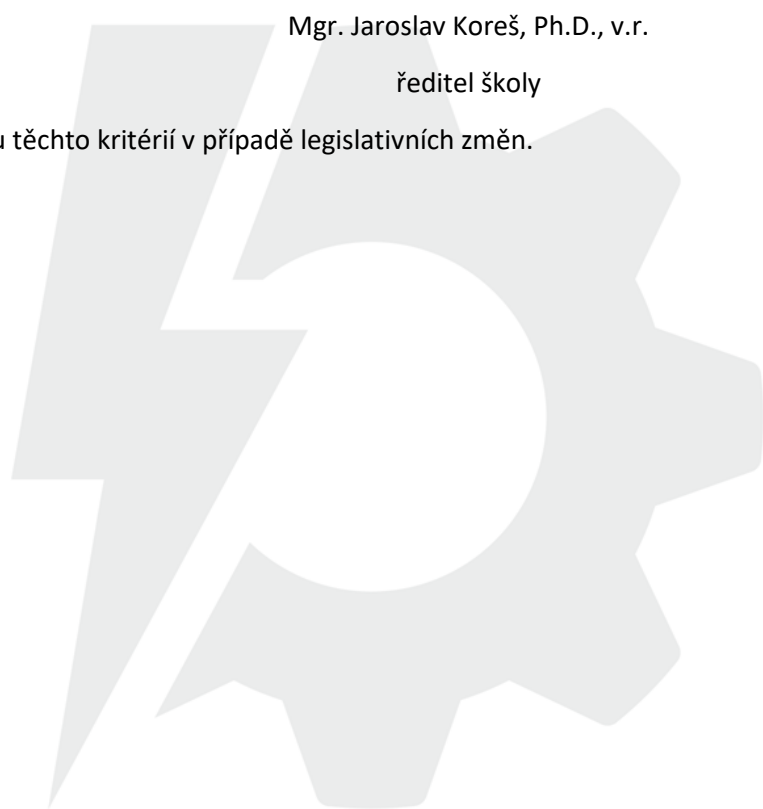 Mgr. Jaroslav Koreš, Ph.D., v.r.
ředitel školy
těchto kritérií v případě legislativních změn.